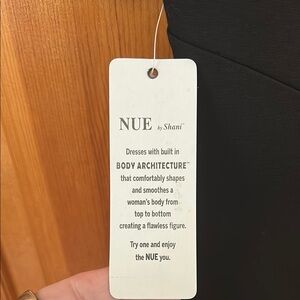 NUE by Shani™
Dresses with built in
BODY ARCHITECTURE™
that comfortably shapes
and smoothes a
woman's body from
top to bottom
creating a flawless figure.
Try one and enjoy
the NUE you.